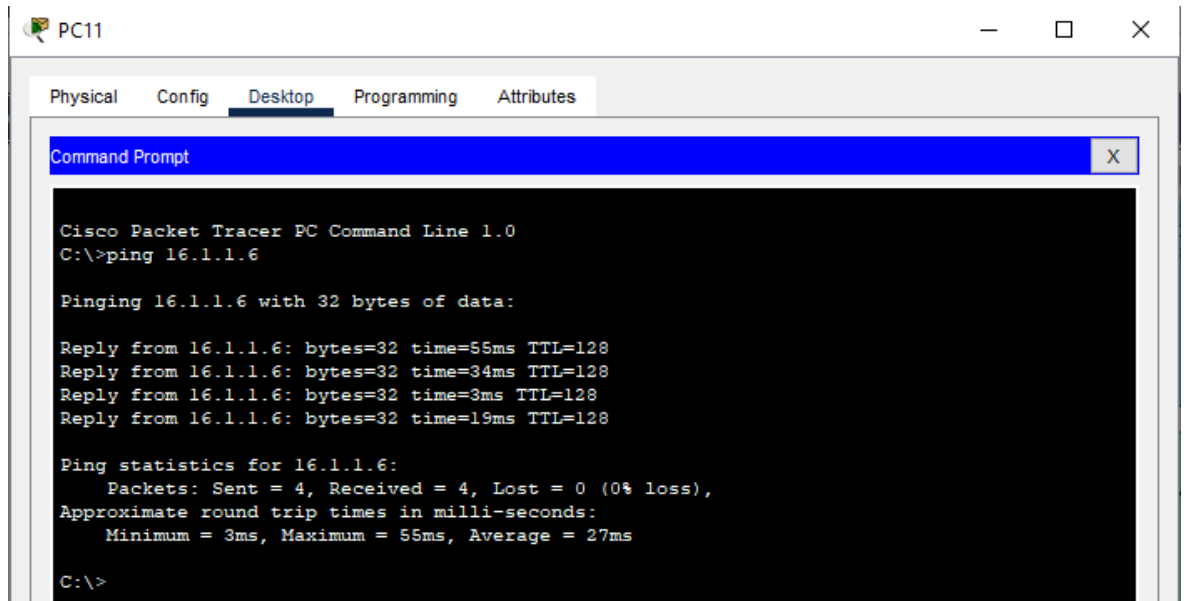 PC11
Physical Config Desktop Programming Attributes
Command Prompt X
Cisco Packet Tracer PC Command Line 1.0
C:\>ping 16.1.1.6
Pinging 16.1.1.6 with 32 bytes of data:
Reply from 16.1.1.6: bytes=32 time=55ms TTL=128
Reply from 16.1.1.6: bytes=32 time=34ms TTL=128
Reply from 16.1.1.6: bytes=32 time=3ms TTL=128
Reply from 16.1.1.6: bytes=32 time=19ms TTL=128
Ping statistics for 16.1.1.6:
Packets: Sent = 4, Received = 4, Lost = 0 (0% loss),
Approximate round trip times in milli-seconds:
Minimum = 3ms, Maximum = 55ms, Average = 27ms
C:\>